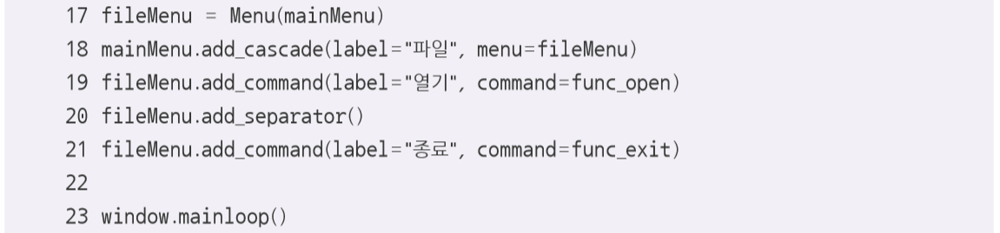 17 fileMenu = Menu(mainMenu)
18 mainMenu.add_cascade(label="파일", menu=fileMenu)
19 fileMenu.add_command(label="열기", command=func_open)
20 fileMenu.add_separator()
21 fileMenu.add_command(label="종료", command=func_exit)
22
23 window.mainloop()